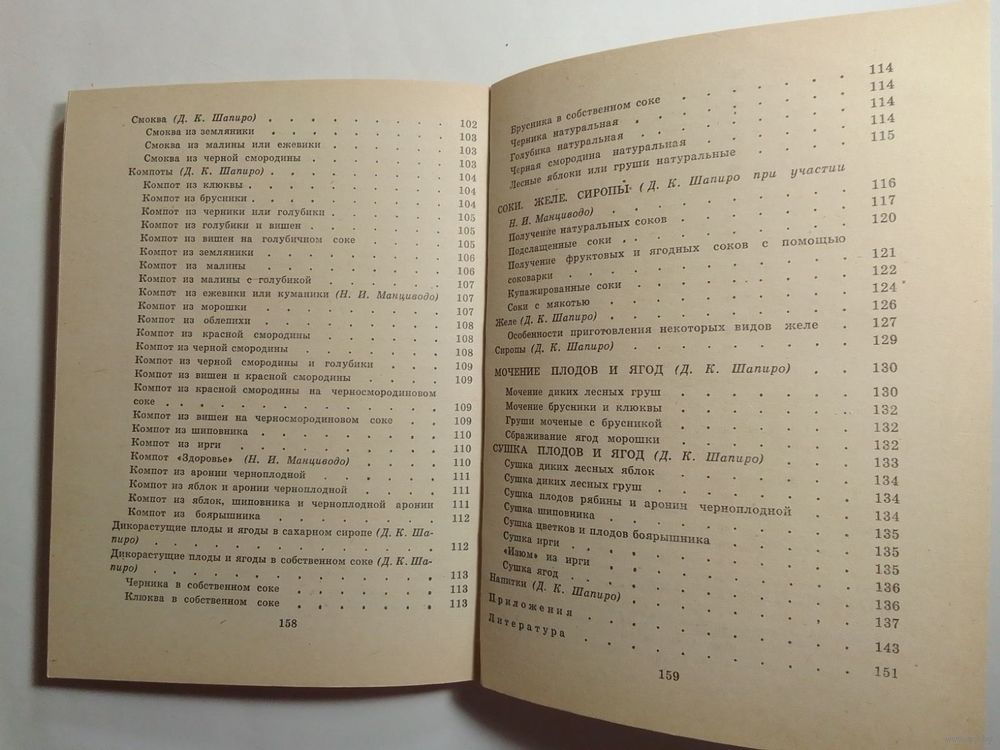 Смоква (Д. К. Шапиро) . . . . . . . . 102
Смоква из земляники . . . . . . . 103
Смоква из малины или ежевики . . . . . 103
Смоква из черной смородины . . . . . . 103
Компоты (Д. К. Шапиро) . . . . . . . . 104
Компот из клюквы . . . . . . . . 104
Компот из брусники . . . . . . . . 104
Компот из черники или голубики . . . . . 105
Компот из голубики и вишен . . . . . . 105
Компот из вишен на голубичном соке . . . . 105
Компот из земляники . . . . . . . 106
Компот из малины . . . . . . . . 106
Компот из малины с голубикой . . . . . 107
Компот из ежевики или куманики (Н. И. Манциводо) 107
Компот из морошки . . . . . . . . 107
Компот из облепихи . . . . . . . . 108
Компот из красной смородины . . . . . 108
Компот из черной смородины . . . . . . 108
Компот из черной смородины и голубики . . . 109
Компот из вишен и красной смородины . . . . 109
Компот из красной смородины на черносмородиновом
соке . . . . . . . . . . . 109
Компот из вишен на черносмородиновом соке . . 109
Компот из шиповника . . . . . . . 110
Компот из ирги . . . . . . . . . 110
Компот «Здоровье» (Н. И. Манциводо) . . . . 110
Компот из аронии черноплодной . . . . . 111
Компот из яблок и аронии черноплодной . . . 111
Компот из яблок, шиповника и черноплодной аронии 111
Компот из боярышника . . . . . . . 112
Дикорастущие плоды и ягоды в сахарном сиропе (Д. К. Ша-
пиро) . . . . . . . . . . . . 112
Дикорастущие плоды и ягоды в собственном соке (Д. К. Ша-
пиро) . . . . . . . . . . . . 113
Черника в собственном соке . . . . . . 113
Клюква в собственном соке . . . . . . 113
158
Брусника в собственном соке . . . . . . 114
Черника натуральная . . . . . . . . 114
Голубика натуральная . . . . . . . . 114
Черная смородина натуральная . . . . . . 114
Лесные яблоки или груши натуральные . . . . 115
СОКИ. ЖЕЛЕ. СИРОПЫ (Д. К. Шапиро при участии
Н. И. Манциводо) . . . . . . . . . 116
Получение натуральных соков . . . . . . 117
Подслащенные соки . . . . . . . . 120
Получение фруктовых и ягодных соков с помощью
соковарки . . . . . . . . . . 121
Купажированные соки . . . . . . . . 122
Соки с мякотью . . . . . . . . . 124
Желе (Д. К. Шапиро) . . . . . . . . . 126
Особенности приготовления некоторых видов желе . 127
Сиропы (Д. К. Шапиро) . . . . . . . . 129
МОЧЕНИЕ ПЛОДОВ И ЯГОД (Д. К. Шапиро) . . 130
Мочение диких лесных груш . . . . . . 130
Мочение брусники и клюквы . . . . . . 132
Груши моченые с брусникой . . . . . . 132
Сбраживание ягод морошки . . . . . . 132
СУШКА ПЛОДОВ И ЯГОД (Д. К. Шапиро) . . . 133
Сушка диких лесных яблок . . . . . . 134
Сушка диких лесных груш . . . . . . . 134
Сушка плодов рябины и аронии черноплодной . . 134
Сушка шиповника . . . . . . . . . 135
Сушка цветков и плодов боярышника . . . . 135
Сушка ирги . . . . . . . . . . 135
«Изюм» из ирги . . . . . . . . . 136
Сушка ягод . . . . . . . . . . 136
Напитки (Д. К. Шапиро) . . . . . . . . 137
Приложения . . . . . . . . . . . 143
Литература . . . . . . . . . . . 151
159